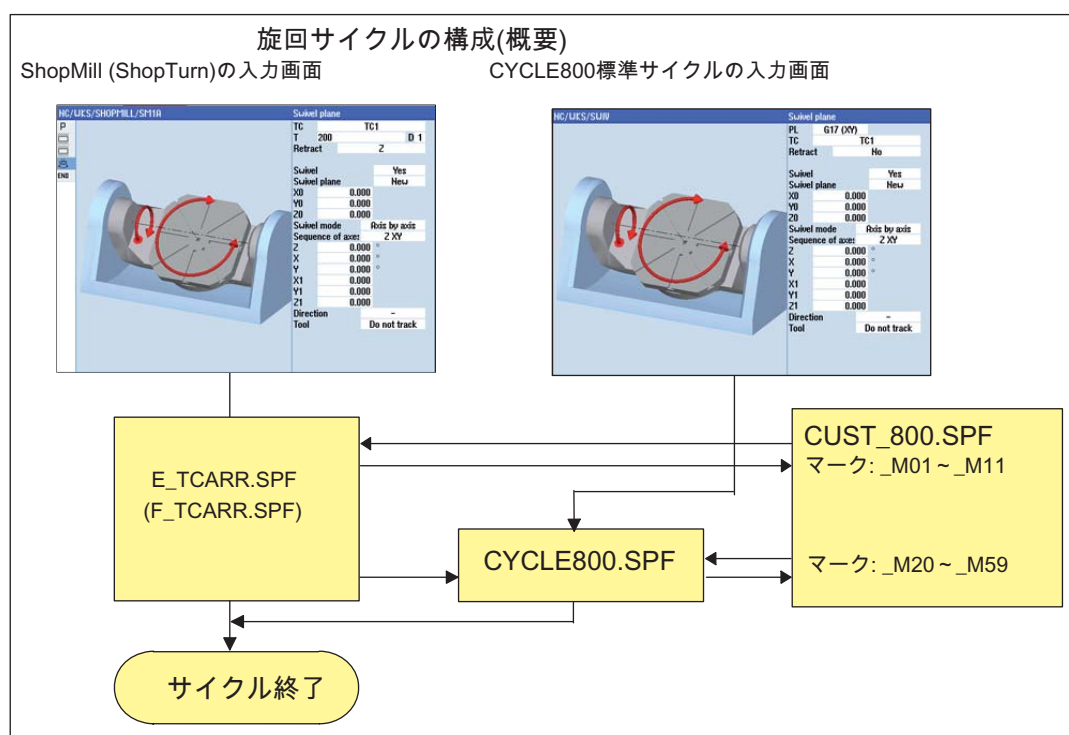 旋回サイクルの構成(概要)
ShopMill (ShopTurn)の入力画面
CYCLE800標準サイクルの入力画面
NC/WKS/SHOPMILL/SM1A
Swivel plane
P
END
TC TC1
T 200 D 1
Retract Z
Swivel Yes
Swivel plane New
X0 0.000
Y0 0.000
Z0 0.000
Swivel mode Axis by axis
Sequence of axes Z XY
Z 0.000 °
X 0.000 °
Y 0.000 °
X1 0.000
Y1 0.000
Z1 0.000
Direction -
Tool Do not track
NC/WKS/SWIV
Swivel plane
PL G17 (XY)
TC TC1
Retract No
Swivel Yes
Swivel plane New
X0 0.000
Y0 0.000
Z0 0.000
Swivel mode Axis by axis
Sequence of axes Z XY
Z 0.000 °
X 0.000 °
Y 0.000 °
X1 0.000
Y1 0.000
Z1 0.000
Direction -
Tool Do not track
E_TCARR.SPF
(F_TCARR.SPF)
CUST_800.SPF
マーク: _M01 ~ _M11
CYCLE800.SPF
マーク: _M20 ~ _M59
サイクル終了